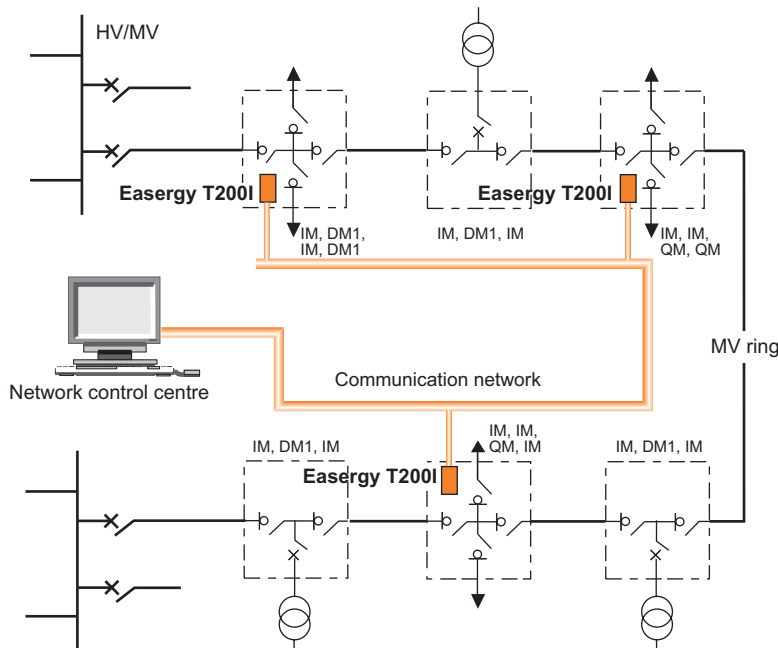 HV/MV
Easergy T200I
Easergy T200I
IM, DM1,
IM, DM1
IM, DM1, IM
IM, IM,
QM, QM
MV ring
Network control centre
Communication network
IM, DM1, IM
IM, IM,
QM, IM
IM, DM1, IM
Easergy T200I